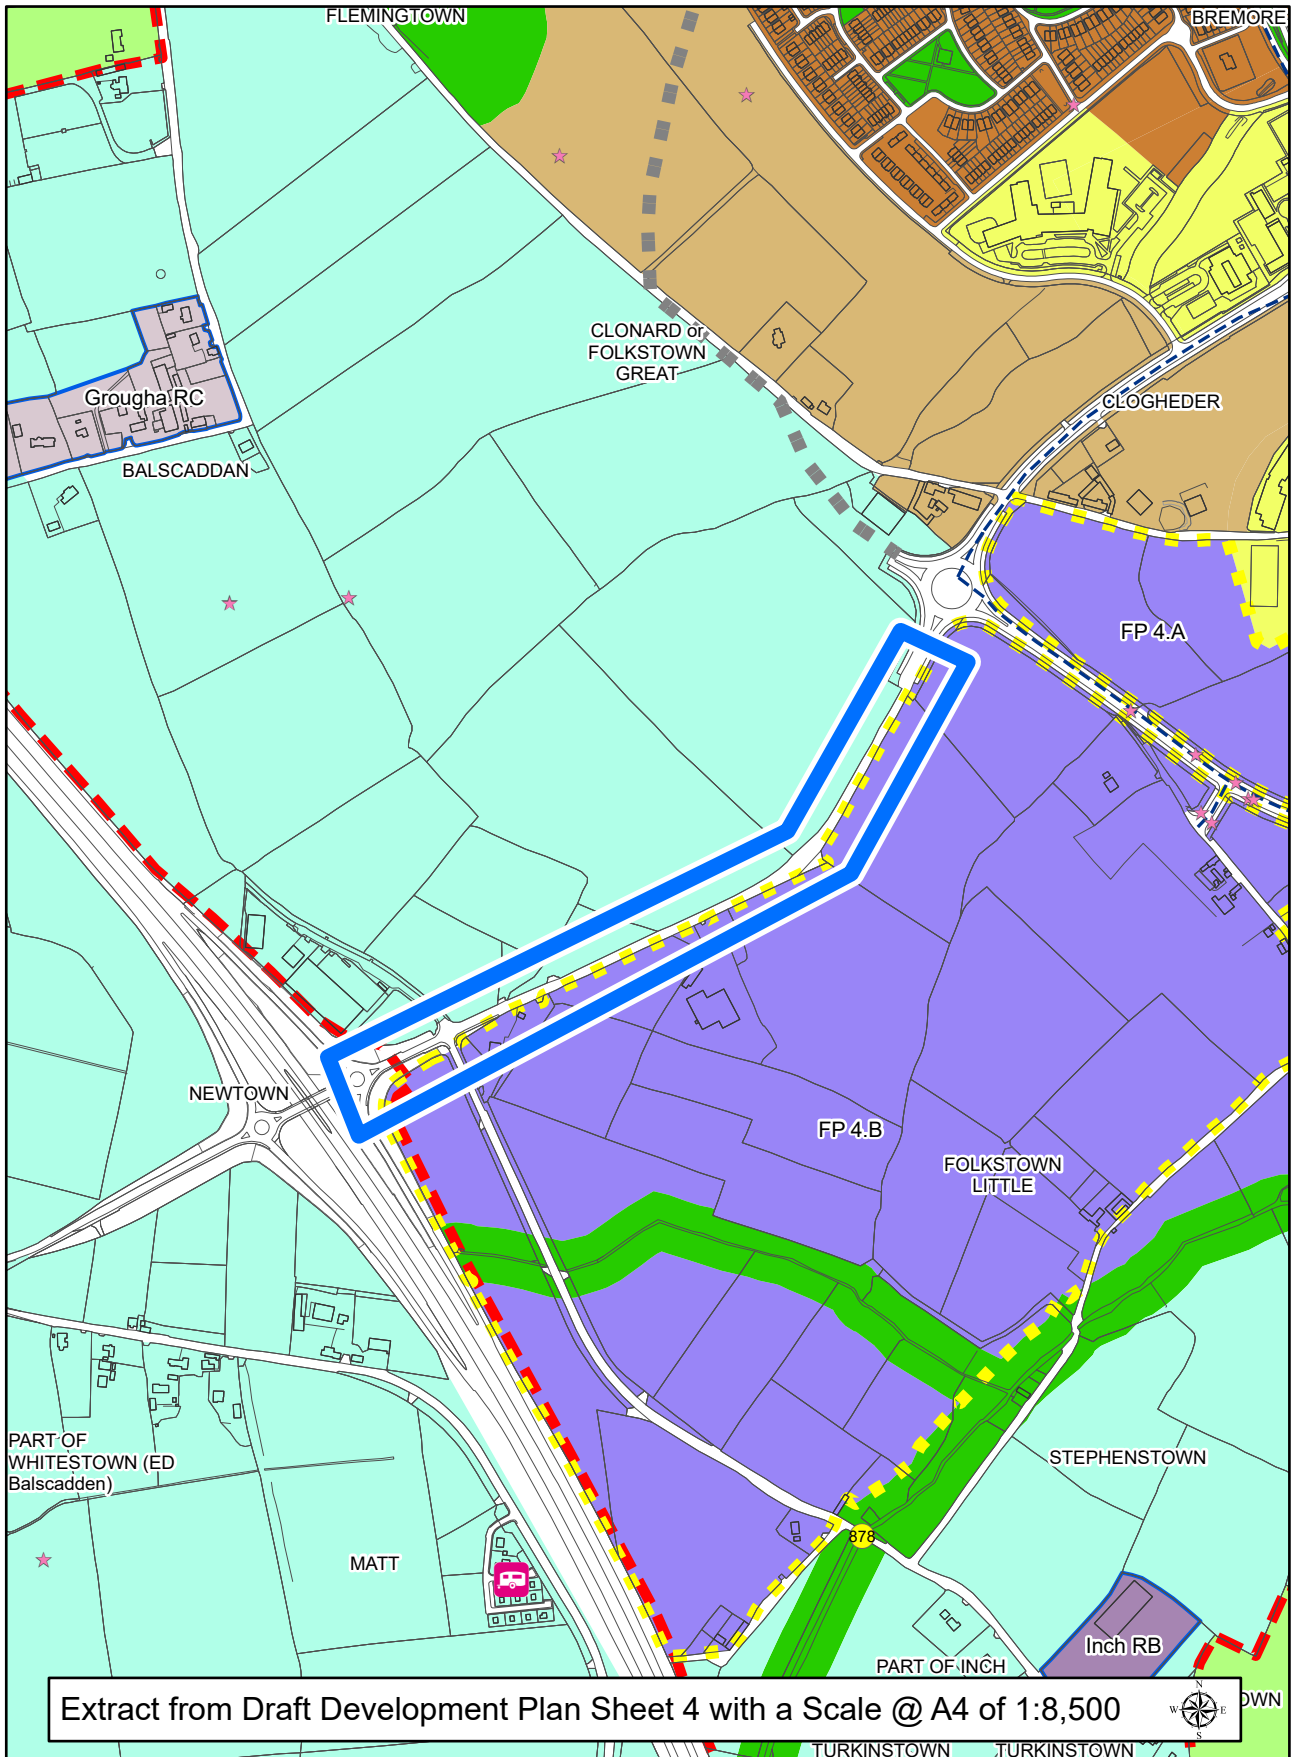 FLEMINGTOWN
BREMORE
CLONARD or
FOLKSTOWN
GREAT
Grougha RC
CLOGHEDER
BALSCADDAN
FP 4.A
NEWTOWN
FP 4.B
FOLKSTOWN
LITTLE
PART OF
WHITESTOWN (ED
Balscadden)
STEPHENSTOWN
878
MATT
Inch RB
PART OF INCH
Extract from Draft Development Plan Sheet 4 with a Scale @ A4 of 1:8,500
N
W
E
S
OWN
TURKINSTOWN
TURKINSTOWN